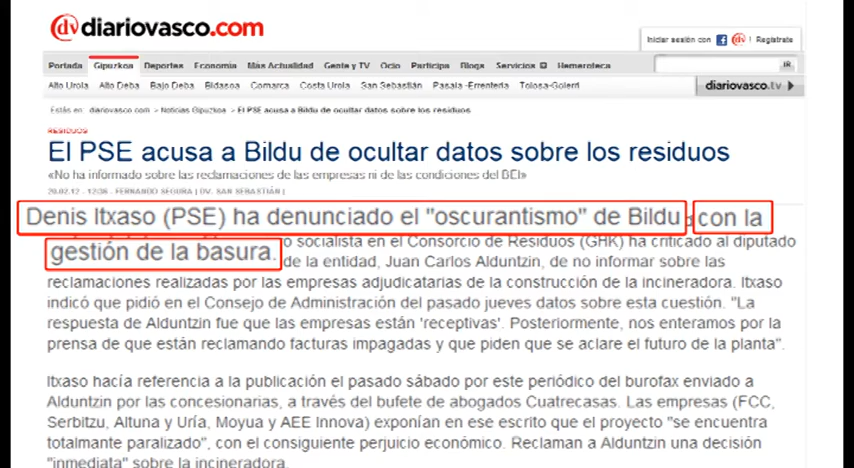 dv diariovasco.com
Iniciar sesión con f dv | Regístrate
Portada Gipuzkoa Deportes Economía Más Actualidad Gente y TV Ocio Participa Blogs Servicios Hemeroteca IR
Alto Urola Alto Deba Bajo Deba Bidasoa Comarca Costa Urola San Sebastián Pasaia-Errenteria Tolosa-Goierri diariovasco.tv
Estás en: diariovasco.com > Noticias Gipuzkoa > El PSE acusa a Bildu de ocultar datos sobre los residuos
RESIDUOS
El PSE acusa a Bildu de ocultar datos sobre los residuos
«No ha informado sobre las reclamaciones de las empresas ni de las condiciones del BEI»
28.02.12 - FERNANDO SEGURA | DV. SAN SEBASTIÁN |
Denis Itxaso (PSE) ha denunciado el "oscurantismo" de Bildu con la
gestión de la basura. o socialista en el Consorcio de Residuos (GHK) ha criticado al diputado
de la entidad, Juan Carlos Alduntzin, de no informar sobre las
reclamaciones realizadas por las empresas adjudicatarias de la construcción de la incineradora. Itxaso
indicó que pidió en el Consejo de Administración del pasado jueves datos sobre esta cuestión. "La
respuesta de Alduntzin fue que las empresas están 'receptivas'. Posteriormente, nos enteramos por la
prensa de que están reclamando facturas impagadas y que piden que se aclare el futuro de la planta".
Itxaso hacía referencia a la publicación el pasado sábado por este periódico del burofax enviado a
Alduntzin por las concesionarias, a través del bufete de abogados Cuatrecasas. Las empresas (FCC,
Serbitzu, Altuna y Uría, Moyua y AEE Innova) exponían en ese escrito que el proyecto "se encuentra
totalmante paralizado", con el consiguiente perjuicio económico. Reclaman a Alduntzin una decisión
"inmediata" sobre la incineradora.